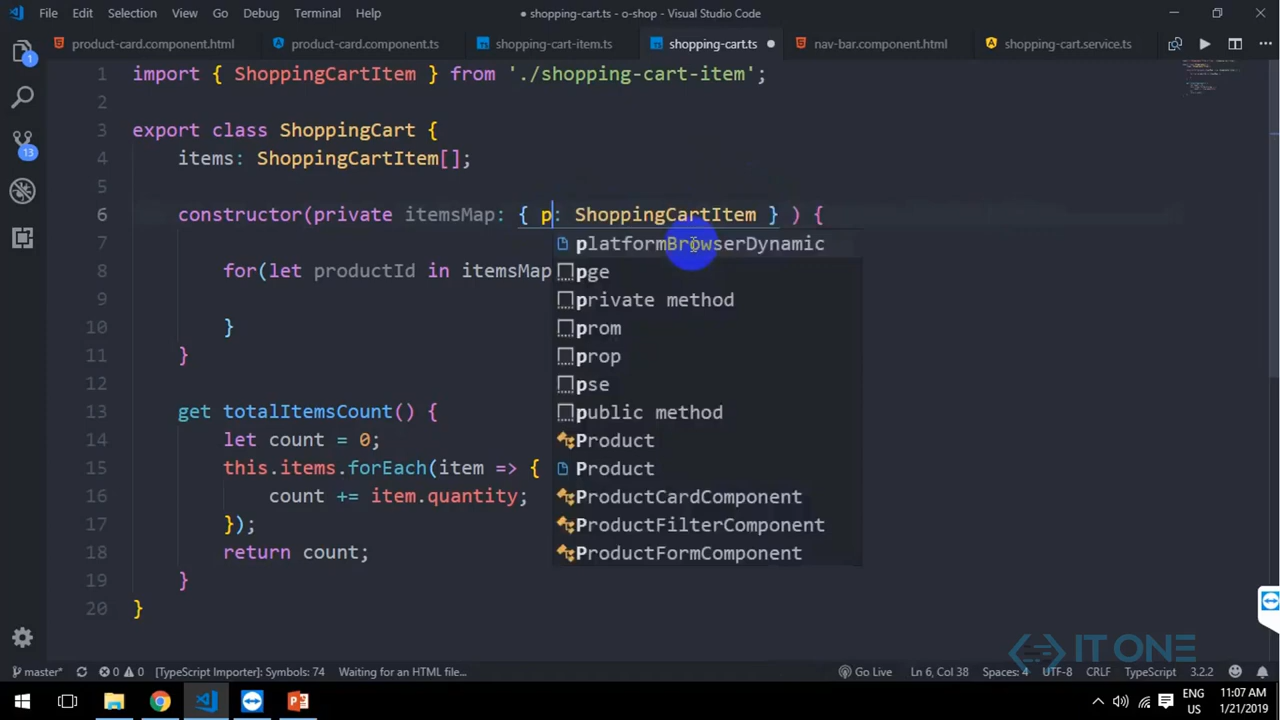 File Edit Selection View Go Debug Terminal Help
● shopping-cart.ts - o-shop - Visual Studio Code
product-card.component.html product-card.component.ts shopping-cart-item.ts shopping-cart.ts nav-bar.component.html shopping-cart.service.ts
1 import { ShoppingCartItem } from './shopping-cart-item';
2
3 export class ShoppingCart {
4 items: ShoppingCartItem[];
5
6 constructor(private itemsMap: { p: ShoppingCartItem } ) {
7
8 for(let productId in itemsMap
9
10 }
11 }
12
13 get totalItemsCount() {
14 let count = 0;
15 this.items.forEach(item => {
16 count += item.quantity;
17 });
18 return count;
19 }
20 }
platformBrowserDynamic
pge
private method
prom
prop
pse
public method
Product
Product
ProductCardComponent
ProductFilterComponent
ProductFormComponent
1
13
IT ONE
master* 0 0 [TypeScript Importer]: Symbols: 74 Waiting for an HTML file... Go Live Ln 6, Col 38 Spaces: 4 UTF-8 CRLF TypeScript 3.2.2 1
ENG
US
11:07 AM
1/21/2019